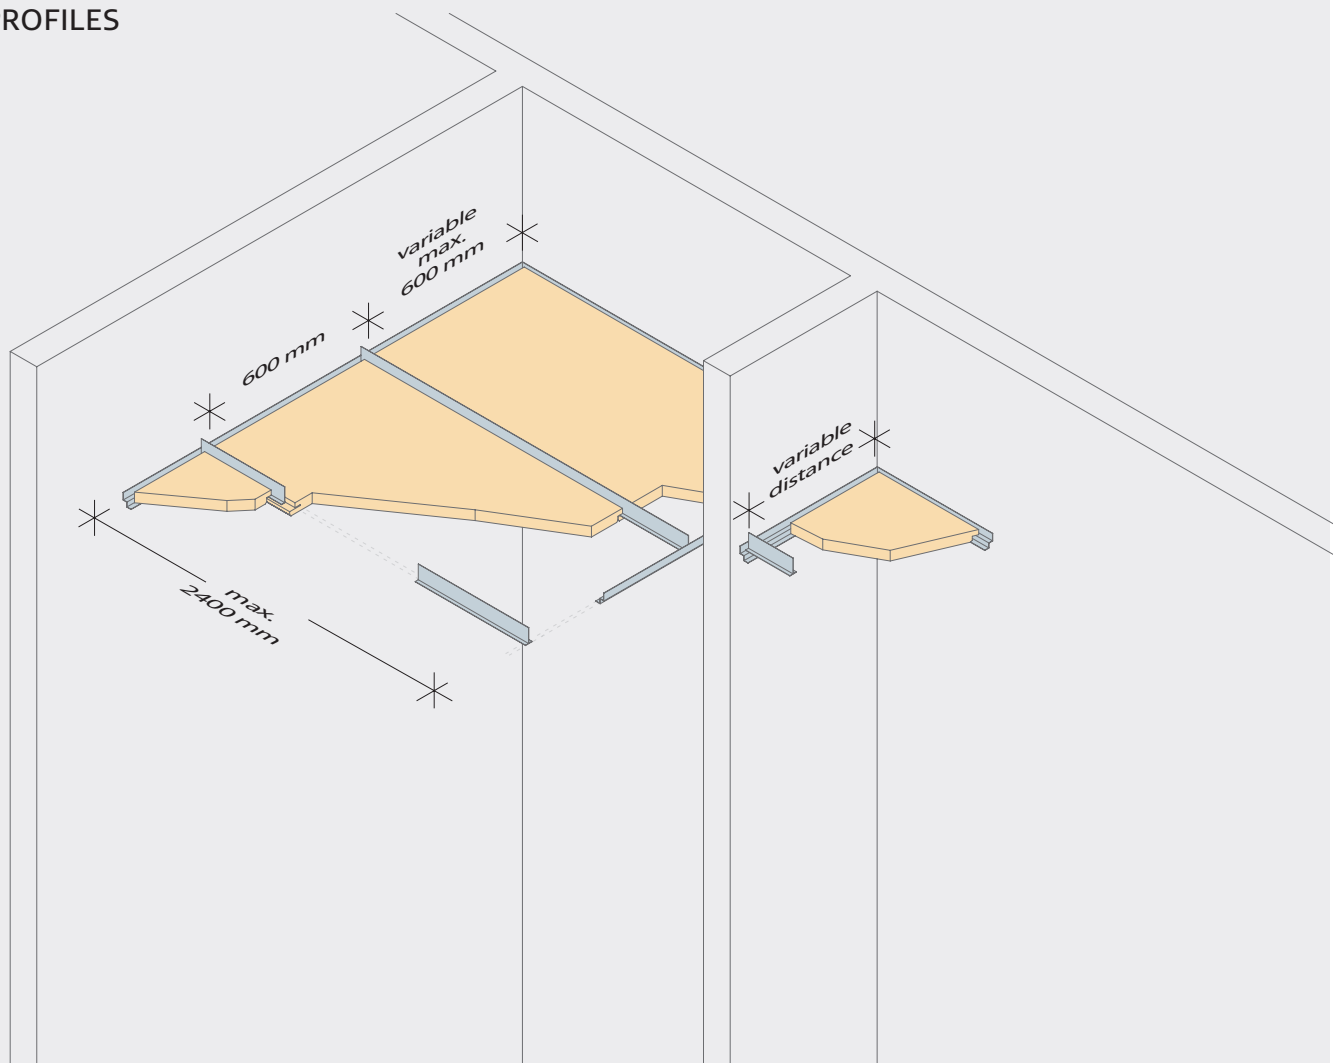 ROFILES
variable
max.
600 mm
600 mm
variable
distance
max.
2400 mm